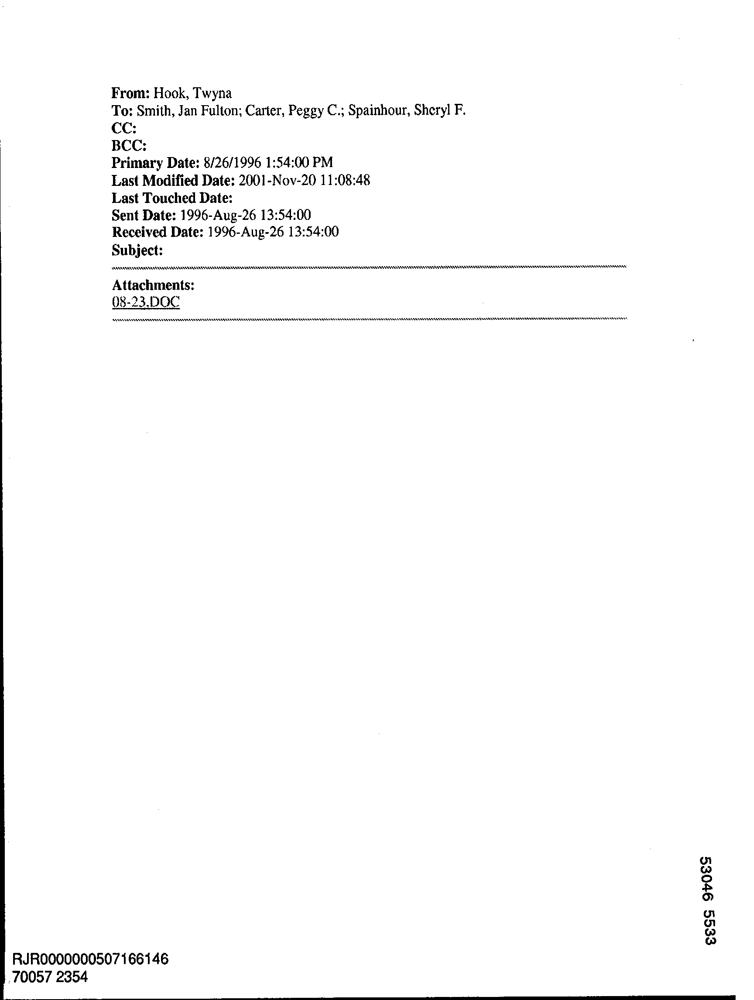 From: Hook, Twyna
To: Smith, Jan Fulton; Carter, Peggy C.; Spainhour, Sheryl F.
CC:
BCC:
Primary Date: 8/26/1996 1:54:00 PM
Last Modified Date: 2001-Nov-20 11:08:48
Last Touched Date:
Sent Date: 1996-Aug-26 13:54:00
Received Date: 1996-Aug-26 13:54:00
Subject:
Attachments:
08-23.DOC
53046 5533
RJR0000000507166146
70057 2354